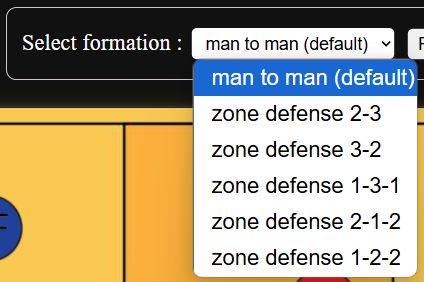 Select formation : man to man (default)
man to man (default)
zone defense 2-3
zone defense 3-2
zone defense 1-3-1
zone defense 2-1-2
zone defense 1-2-2